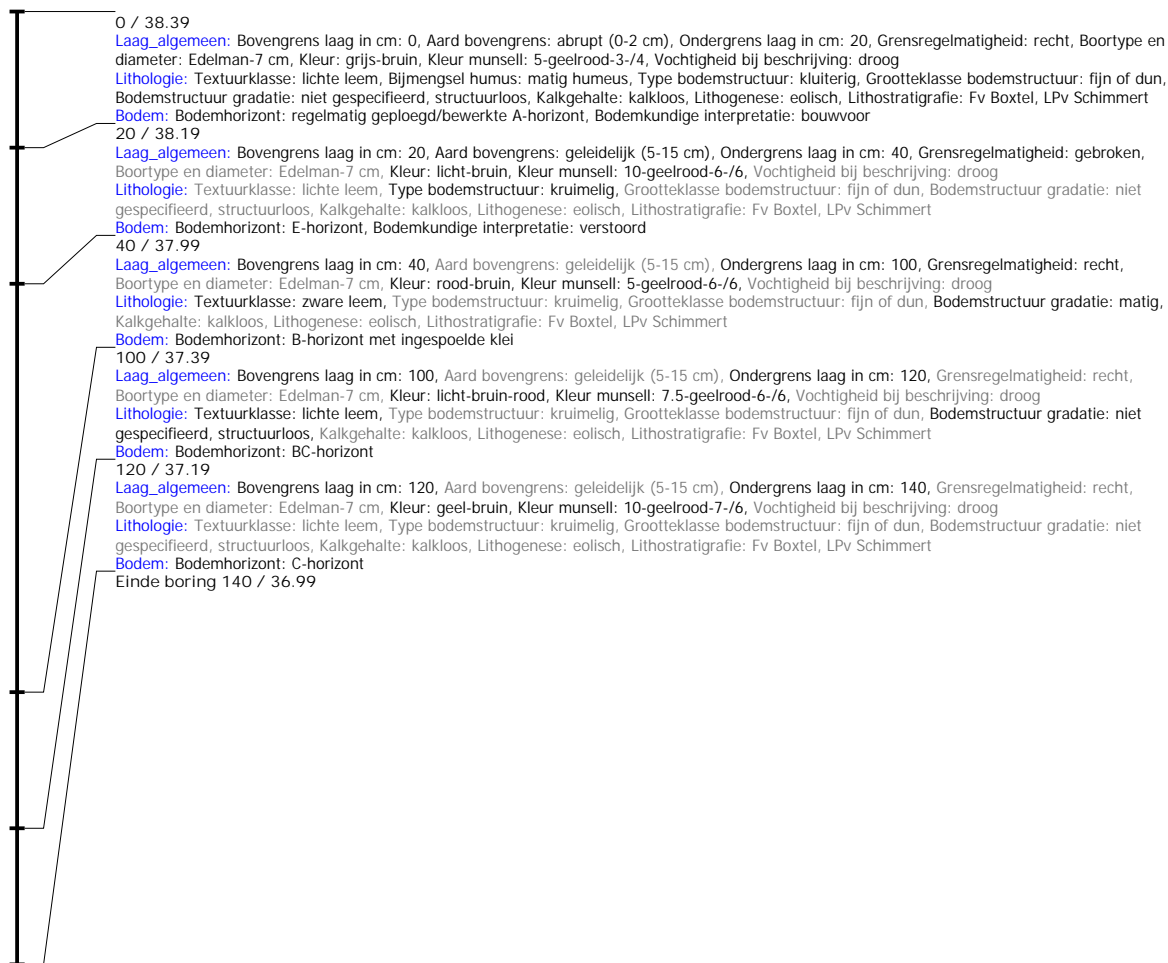 0 / 38.39
Laag_algemeen: Bovengrens laag in cm: 0, Aard bovengrens: abrupt (0-2 cm), Ondergrens laag in cm: 20, Grensregelmatigheid: recht, Boortype en
diameter: Edelman-7 cm, Kleur: grijs-bruin, Kleur munsell: 5-geelrood-3-/4, Vochtigheid bij beschrijving: droog
Lithologie: Textuurklasse: lichte leem, Bijmengsel humus: matig humeus, Type bodemstructuur: kluiterig, Grootteklasse bodemstructuur: fijn of dun,
Bodemstructuur gradatie: niet gespecifieerd, structuurloos, Kalkgehalte: kalkloos, Lithogenese: eolisch, Lithostratigrafie: Fv Boxtel, LPv Schimmert
Bodem: Bodemhorizont: regelmatig geploegd/bewerkte A-horizont, Bodemkundige interpretatie: bouwvoor
20 / 38.19
Laag_algemeen: Bovengrens laag in cm: 20, Aard bovengrens: geleidelijk (5-15 cm), Ondergrens laag in cm: 40, Grensregelmatigheid: gebroken,
Boortype en diameter: Edelman-7 cm, Kleur: licht-bruin, Kleur munsell: 10-geelrood-6-/6, Vochtigheid bij beschrijving: droog
Lithologie: Textuurklasse: lichte leem, Type bodemstructuur: kruimelig, Grootteklasse bodemstructuur: fijn of dun, Bodemstructuur gradatie: niet
gespecifieerd, structuurloos, Kalkgehalte: kalkloos, Lithogenese: eolisch, Lithostratigrafie: Fv Boxtel, LPv Schimmert
Bodem: Bodemhorizont: E-horizont, Bodemkundige interpretatie: verstoord
40 / 37.99
Laag_algemeen: Bovengrens laag in cm: 40, Aard bovengrens: geleidelijk (5-15 cm), Ondergrens laag in cm: 100, Grensregelmatigheid: recht,
Boortype en diameter: Edelman-7 cm, Kleur: rood-bruin, Kleur munsell: 5-geelrood-6-/6, Vochtigheid bij beschrijving: droog
Lithologie: Textuurklasse: zware leem, Type bodemstructuur: kruimelig, Grootteklasse bodemstructuur: fijn of dun, Bodemstructuur gradatie: matig,
Kalkgehalte: kalkloos, Lithogenese: eolisch, Lithostratigrafie: Fv Boxtel, LPv Schimmert
Bodem: Bodemhorizont: B-horizont met ingespoelde klei
100 / 37.39
Laag_algemeen: Bovengrens laag in cm: 100, Aard bovengrens: geleidelijk (5-15 cm), Ondergrens laag in cm: 120, Grensregelmatigheid: recht,
Boortype en diameter: Edelman-7 cm, Kleur: licht-bruin-rood, Kleur munsell: 7.5-geelrood-6-/6, Vochtigheid bij beschrijving: droog
Lithologie: Textuurklasse: lichte leem, Type bodemstructuur: kruimelig, Grootteklasse bodemstructuur: fijn of dun, Bodemstructuur gradatie: niet
gespecifieerd, structuurloos, Kalkgehalte: kalkloos, Lithogenese: eolisch, Lithostratigrafie: Fv Boxtel, LPv Schimmert
Bodem: Bodemhorizont: BC-horizont
120 / 37.19
Laag_algemeen: Bovengrens laag in cm: 120, Aard bovengrens: geleidelijk (5-15 cm), Ondergrens laag in cm: 140, Grensregelmatigheid: recht,
Boortype en diameter: Edelman-7 cm, Kleur: geel-bruin, Kleur munsell: 10-geelrood-7-/6, Vochtigheid bij beschrijving: droog
Lithologie: Textuurklasse: lichte leem, Type bodemstructuur: kruimelig, Grootteklasse bodemstructuur: fijn of dun, Bodemstructuur gradatie: niet
gespecifieerd, structuurloos, Kalkgehalte: kalkloos, Lithogenese: eolisch, Lithostratigrafie: Fv Boxtel, LPv Schimmert
Bodem: Bodemhorizont: C-horizont
Einde boring 140 / 36.99